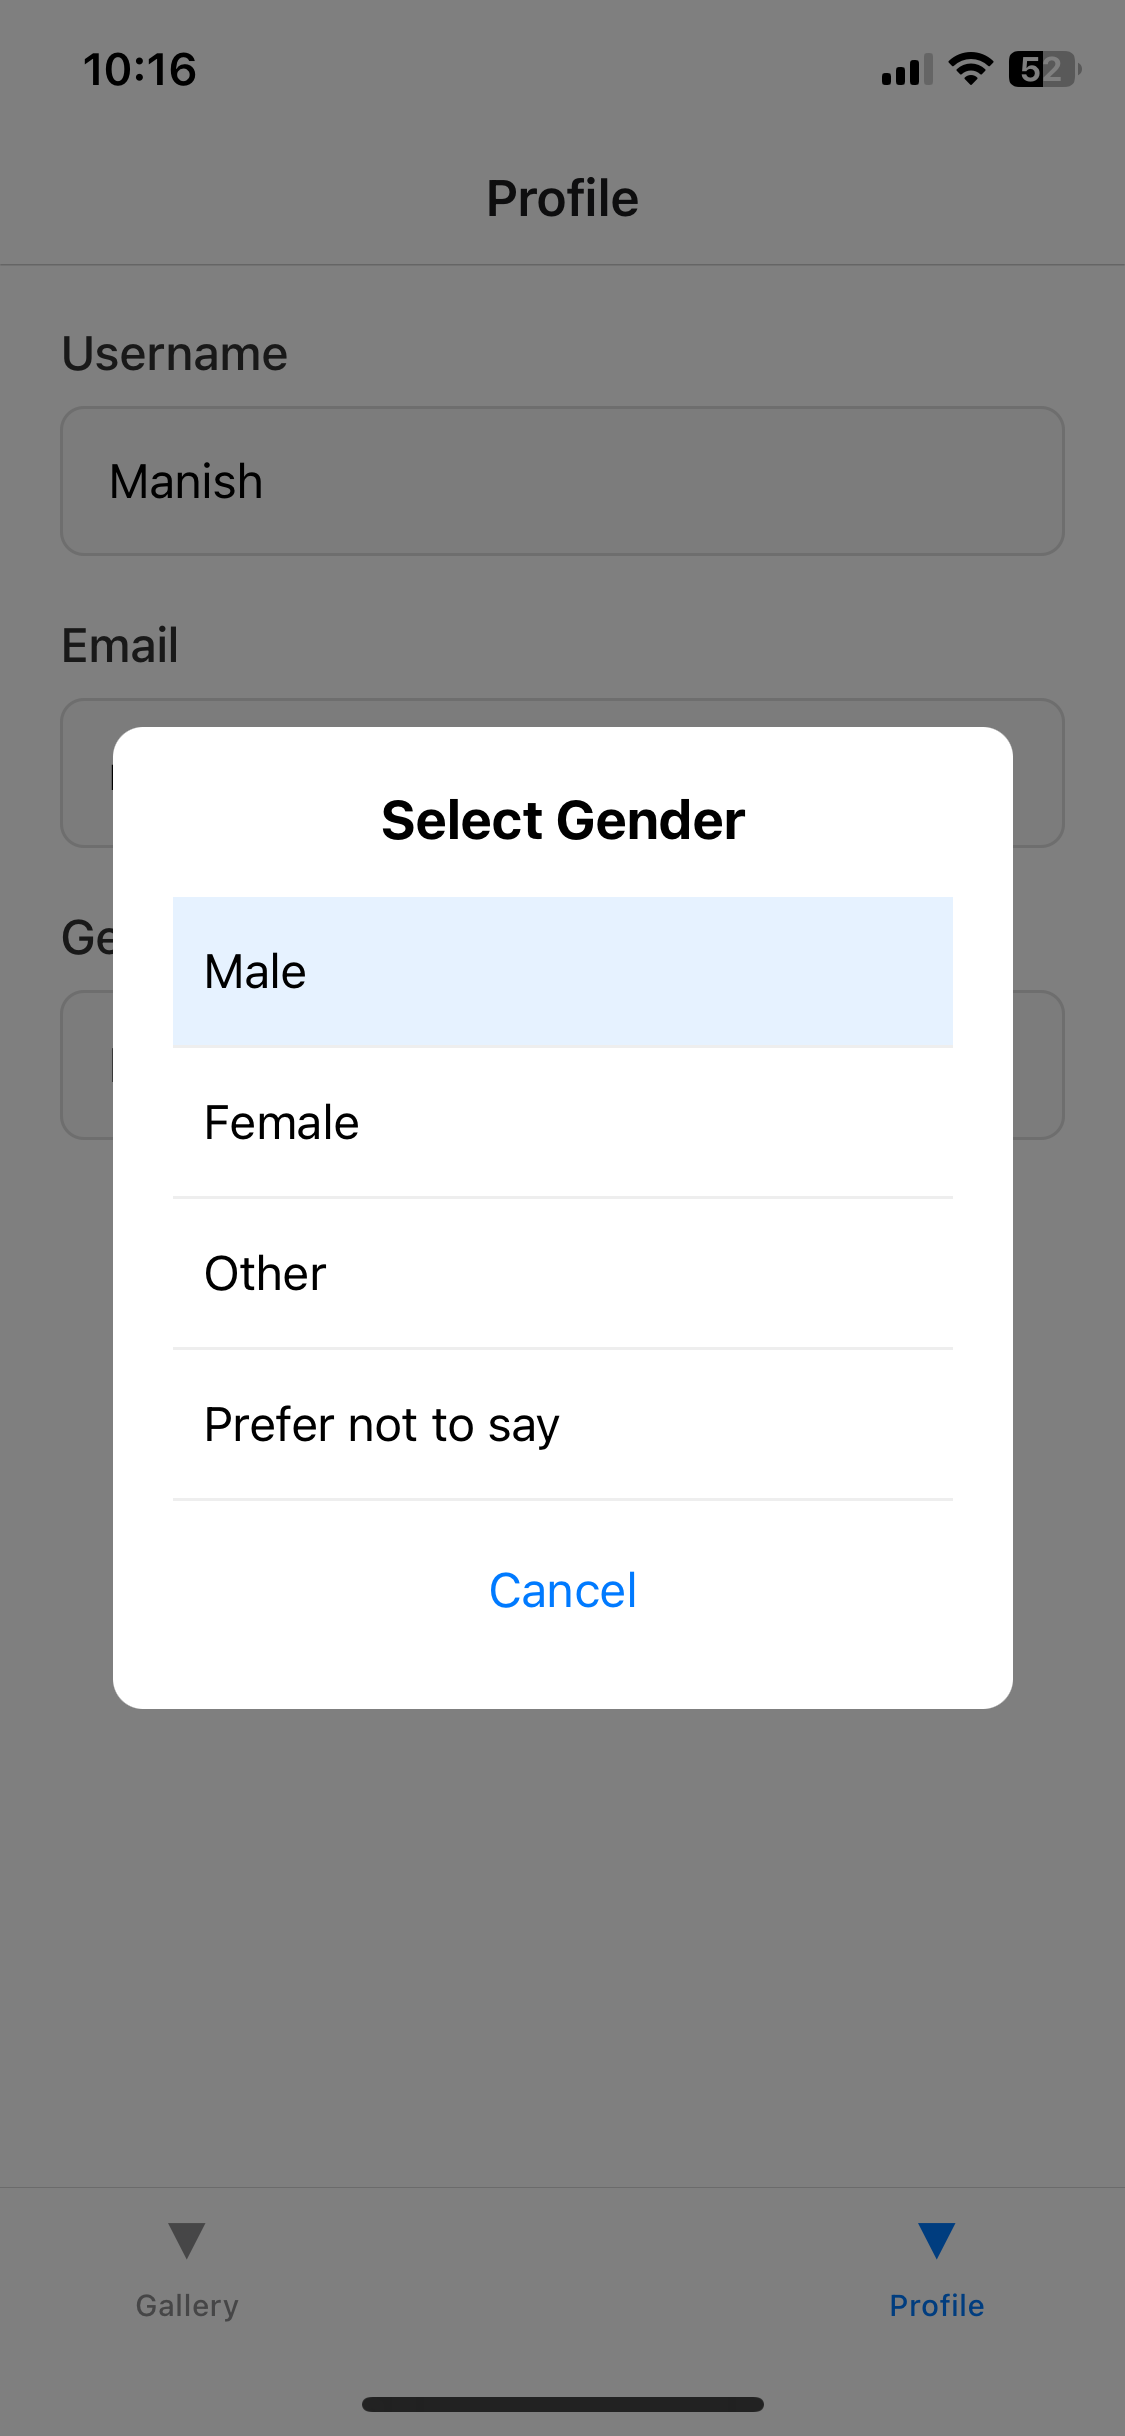 10:16
52
Profile
Username
Manish
Email
Select Gender
Ge
Male
Female
Other
Prefer not to say
Cancel
Gallery
Profile